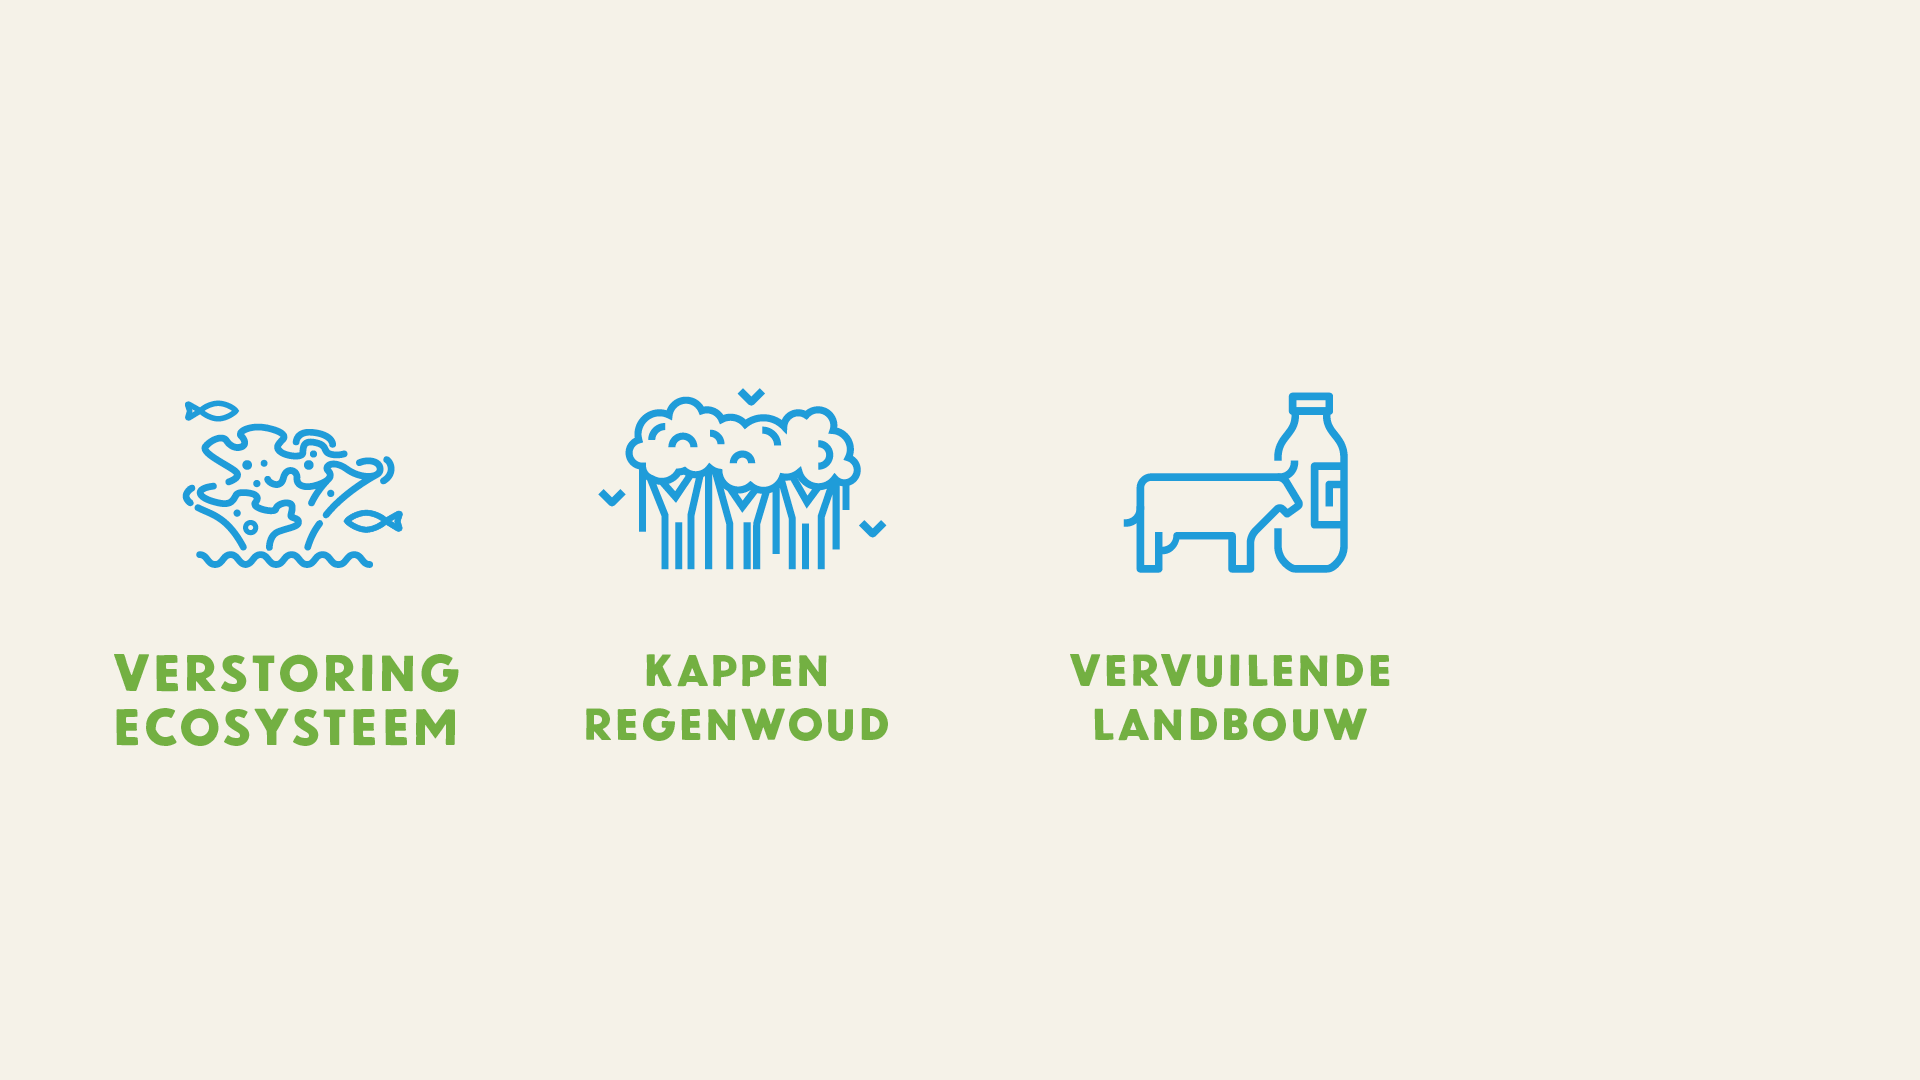 VERSTORING
ECOSYSTEEM
KAPPEN
REGENWOUD
VERVUILENDE
LANDBOUW